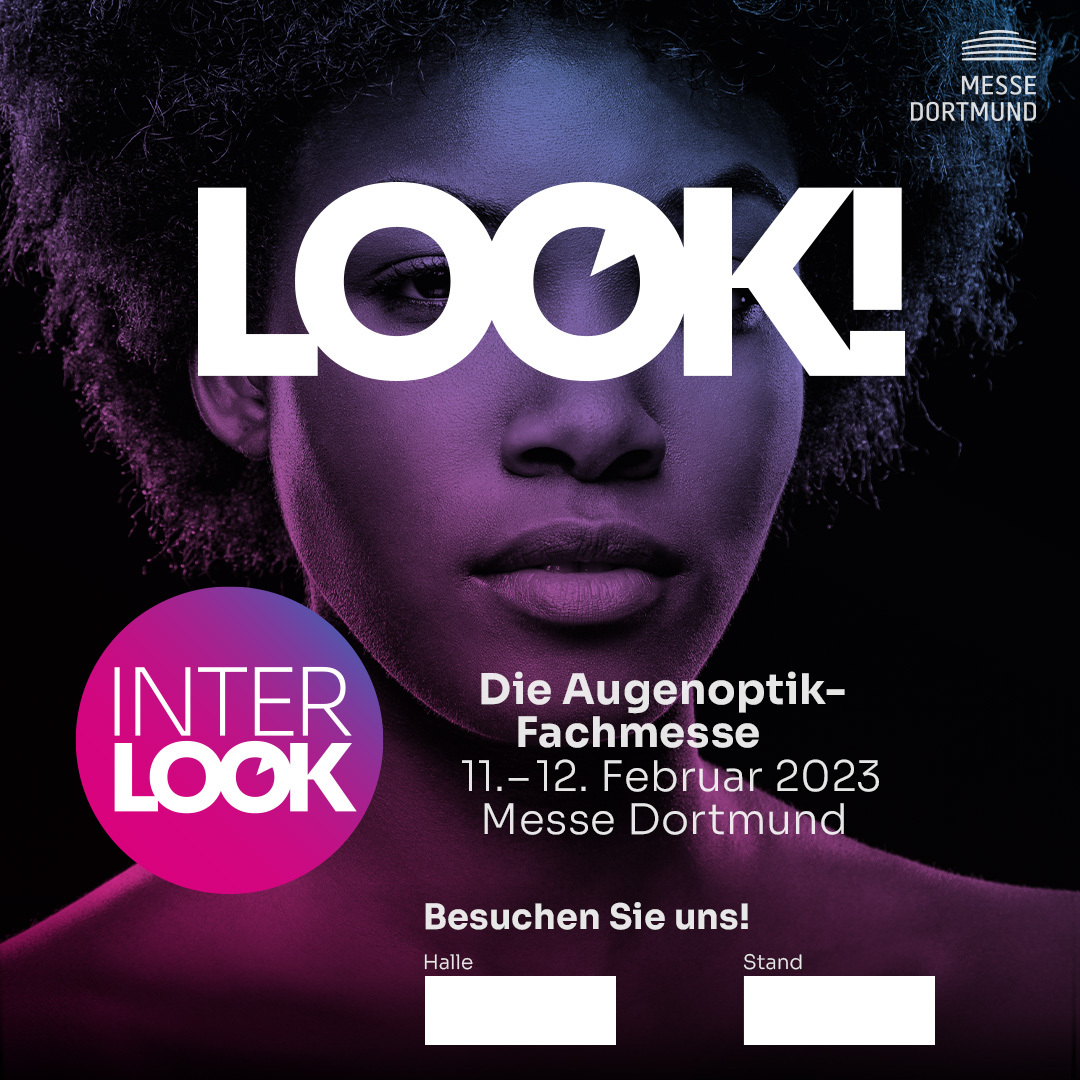 MESSE
DORTMUND
LOOK!
INTER
LOOK
Die Augenoptik-
Fachmesse
11.–12. Februar 2023
Messe Dortmund
Besuchen Sie uns!
Halle
Stand